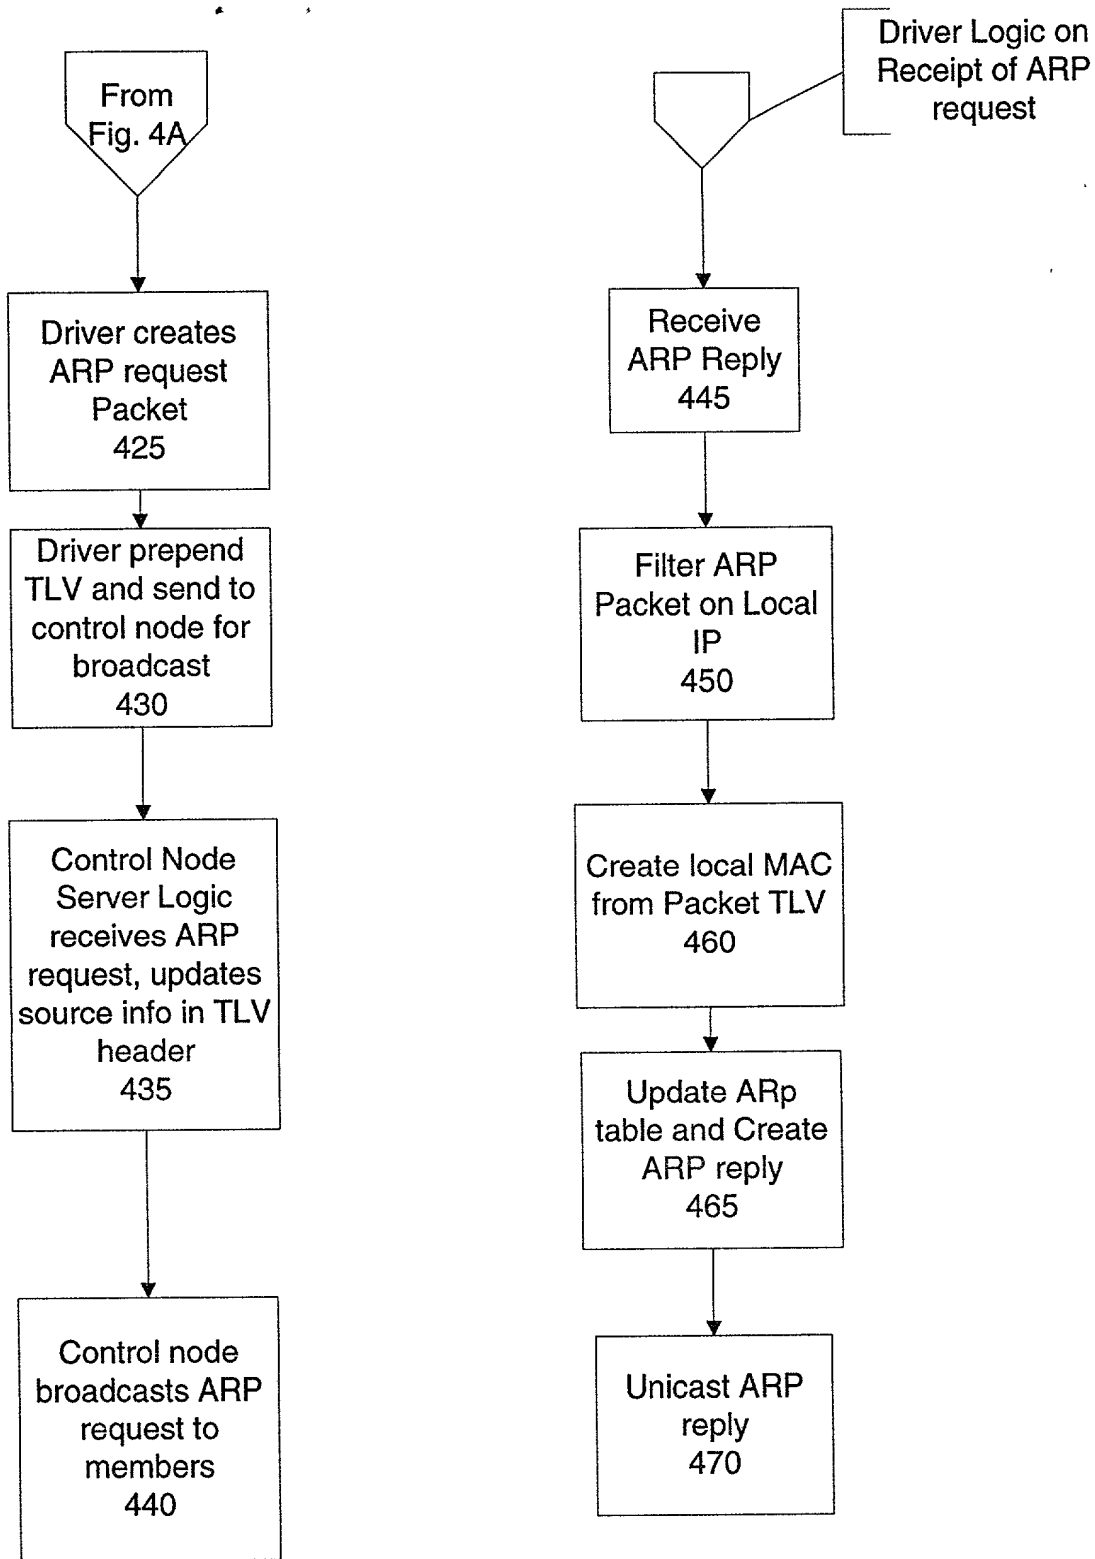 From
Fig. 4A
Driver creates
ARP request
Packet
425
Driver prepend
TLV and send to
control node for
broadcast
430
Control Node
Server Logic
receives ARP
request, updates
source info in TLV
header
435
Control node
broadcasts ARP
request to
members
440
Driver Logic on
Receipt of ARP
request
Receive
ARP Reply
445
Filter ARP
Packet on Local
IP
450
Create local MAC
from Packet TLV
460
Update ARp
table and Create
ARP reply
465
Unicast ARP
reply
470